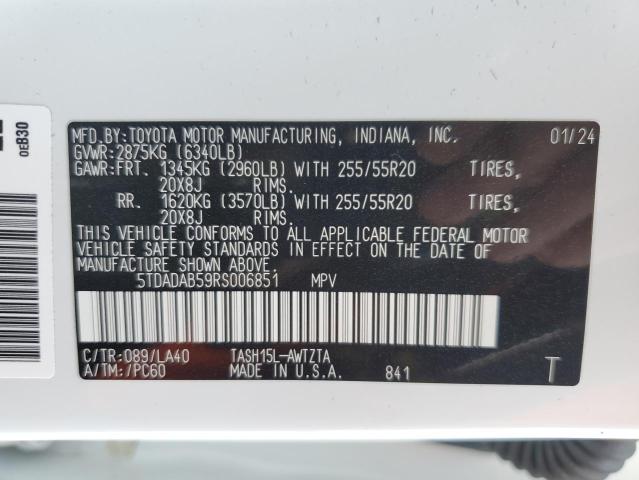 MFD.BY:TOYOTA MOTOR MANUFACTURING, INDIANA, INC. 01/24
GVWR:2875KG (6340LB)
GAWR:FRT. 1345KG (2960LB) WITH 255/55R20 TIRES,
20X8J RIMS.
RR. 1620KG (3570LB) WITH 255/55R20 TIRES,
20X8J RIMS.
THIS VEHICLE CONFORMS TO ALL APPLICABLE FEDERAL MOTOR
VEHICLE SAFETY STANDARDS IN EFFECT ON THE DATE OF
MANUFACTURE SHOWN ABOVE.
5TDADAB59RS006851 MPV
C/TR:089/LA40 TASH15L-AWTZTA
A/TM:/PC60 MADE IN U.S.A. 841 T
0EB30